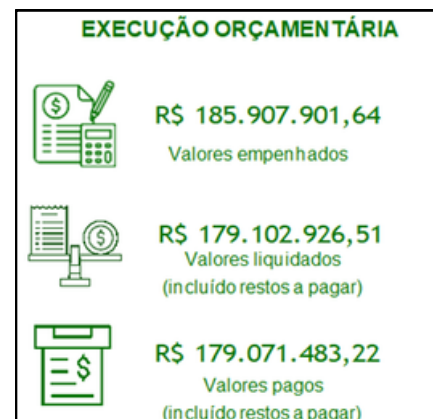 EXECUÇÃO ORÇAMENTÁRIA
R$ 185.907.901,64
Valores empenhados
R$ 179.102.926,51
Valores liquidados
(incluído restos a pagar)
R$ 179.071.483,22
Valores pagos
(incluído restos a pagar)